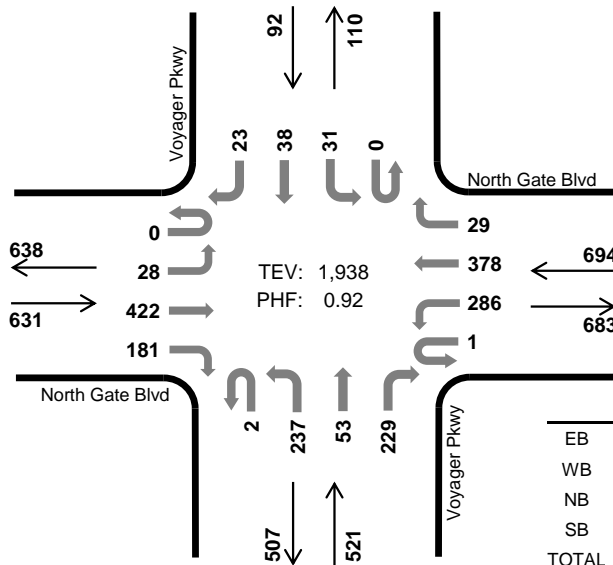 92
110
Voyager Pkwy
23
38
31
0
North Gate Blvd
0
29
638
694
28
TEV: 1,938
378
PHF: 0.92
631
422
286
683
181
1
North Gate Blvd
2
237
53
229
Voyager Pkwy
EB
WB
NB
507
521
SB
TOTAL